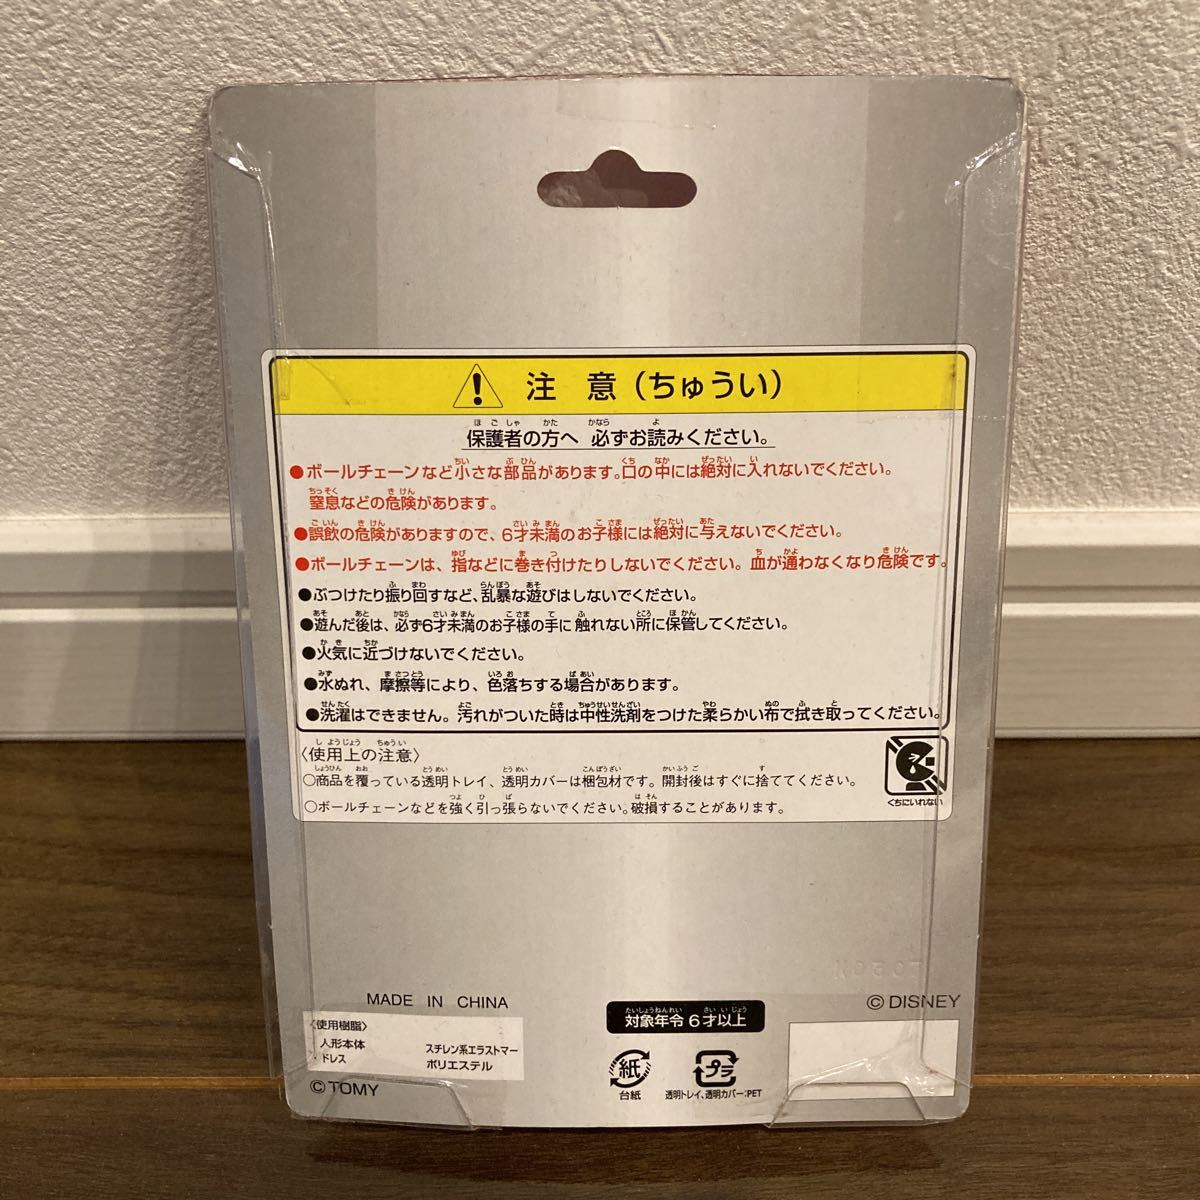 注 意（ちゅうい）
保護者の方へ 必ずお読みください。
●ボールチェーンなど小さな部品があります。口の中には絶対に入れないでください。
窒息などの危険があります。
●誤飲の危険がありますので、6才未満のお子様には絶対に与えないでください。
●ボールチェーンは、指などに巻き付けたりしないでください。血が通わなくなり危険です。
●ぶつけたり振り回すなど、乱暴な遊びはしないでください。
●遊んだ後は、必ず6才未満のお子様の手に触れない所に保管してください。
●火気に近づけないでください。
●水ぬれ、摩擦等により、色落ちする場合があります。
●洗濯はできません。汚れがついた時は中性洗剤をつけた柔らかい布で拭き取ってください。
〈使用上の注意〉
○商品を覆っている透明トレイ、透明カバーは梱包材です。開封後はすぐに捨ててください。
○ボールチェーンなどを強く引っ張らないでください。破損することがあります。
くちにいれない
MADE IN CHINA
©DISNEY
対象年令 6才以上
〈使用樹脂〉
・人形本体 スチレン系エラストマー
・ドレス ポリエステル
©TOMY
紙
台紙
プラ
透明トレイ、透明カバー:PET